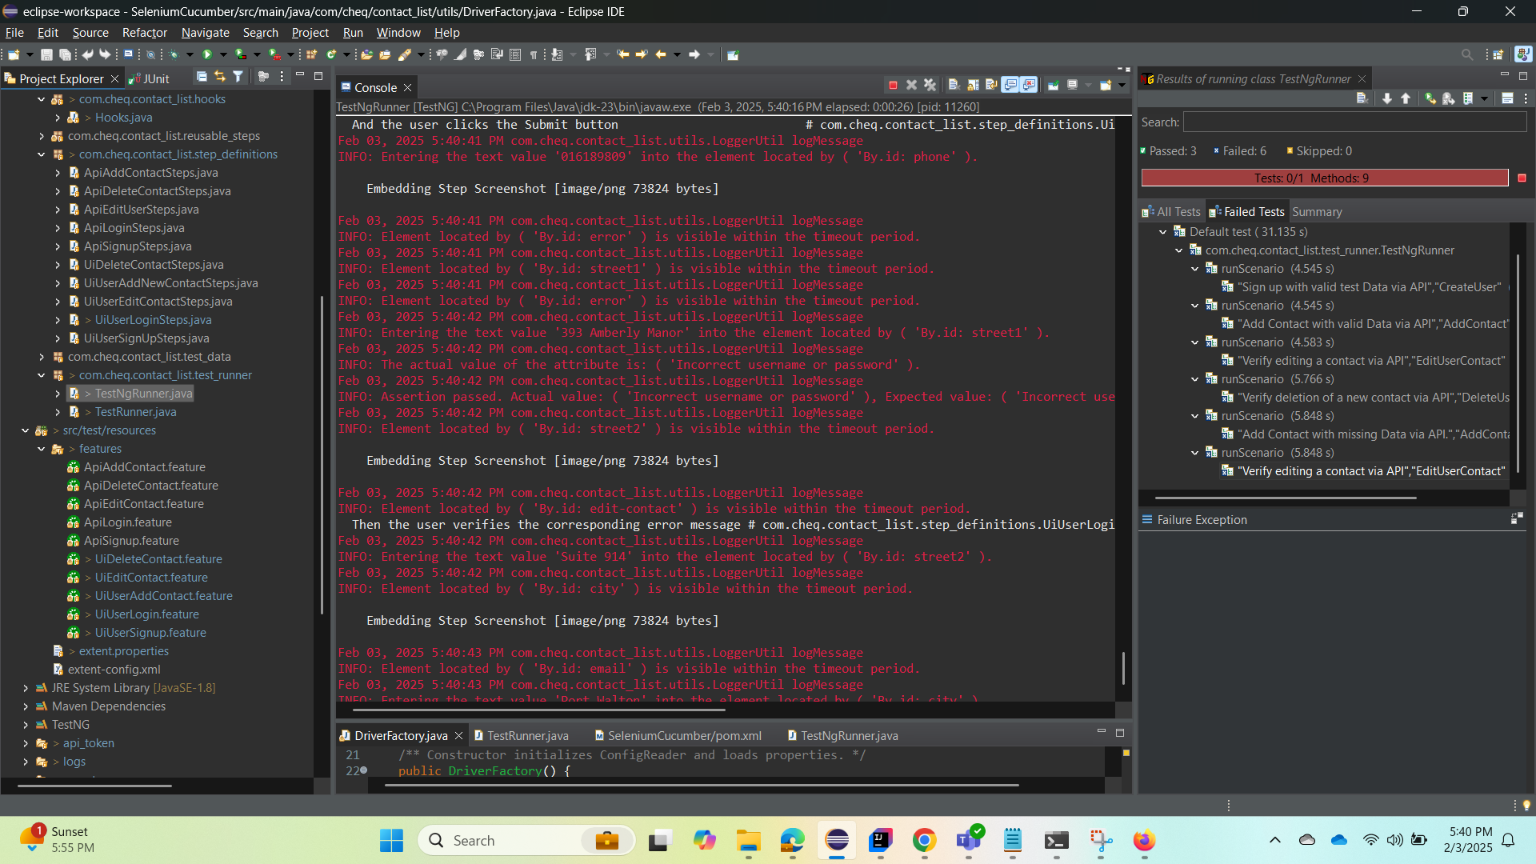 eclipse-workspace - SeleniumCucumber/src/main/java/com/cheq/contact_list/utils/DriverFactory.java - Eclipse IDE
File Edit Source Refactor Navigate Search Project Run Window Help
Project Explorer
JUnit
com.cheq.contact_list.hooks
> Hooks.java
com.cheq.contact_list.reusable_steps
> com.cheq.contact_list.step_definitions
ApiAddContactSteps.java
ApiDeleteContactSteps.java
ApiEditUserSteps.java
ApiLoginSteps.java
ApiSignupSteps.java
UiDeleteContactSteps.java
UiUserAddNewContactSteps.java
UiUserEditContactSteps.java
> UiUserLoginSteps.java
UiUserSignUpSteps.java
com.cheq.contact_list.test_data
> com.cheq.contact_list.test_runner
> TestNgRunner.java
> TestRunner.java
> src/test/resources
> features
ApiAddContact.feature
ApiDeleteContact.feature
ApiEditContact.feature
ApiLogin.feature
ApiSignup.feature
> UiDeleteContact.feature
> UiEditContact.feature
> UiUserAddContact.feature
> UiUserLogin.feature
> UiUserSignup.feature
> extent.properties
extent-config.xml
JRE System Library [JavaSE-1.8]
Maven Dependencies
TestNG
> api_token
> logs
Console
TestNgRunner [TestNG] C:\Program Files\Java\jdk-23\bin\javaw.exe (Feb 3, 2025, 5:40:16 PM elapsed: 0:00:26) [pid: 11260]
And the user clicks the Submit button # com.cheq.contact_list.step_definitions.Ui
Feb 03, 2025 5:40:41 PM com.cheq.contact_list.utils.LoggerUtil logMessage
INFO: Entering the text value '016189809' into the element located by ( 'By.id: phone' ).
Embedding Step Screenshot [image/png 73824 bytes]
Feb 03, 2025 5:40:41 PM com.cheq.contact_list.utils.LoggerUtil logMessage
INFO: Element located by ( 'By.id: error' ) is visible within the timeout period.
Feb 03, 2025 5:40:41 PM com.cheq.contact_list.utils.LoggerUtil logMessage
INFO: Element located by ( 'By.id: street1' ) is visible within the timeout period.
Feb 03, 2025 5:40:41 PM com.cheq.contact_list.utils.LoggerUtil logMessage
INFO: Element located by ( 'By.id: error' ) is visible within the timeout period.
Feb 03, 2025 5:40:42 PM com.cheq.contact_list.utils.LoggerUtil logMessage
INFO: Entering the text value '393 Amberly Manor' into the element located by ( 'By.id: street1' ).
Feb 03, 2025 5:40:42 PM com.cheq.contact_list.utils.LoggerUtil logMessage
INFO: The actual value of the attribute is: ( 'Incorrect username or password' ).
Feb 03, 2025 5:40:42 PM com.cheq.contact_list.utils.LoggerUtil logMessage
INFO: Assertion passed. Actual value: ( 'Incorrect username or password' ), Expected value: ( 'Incorrect use
Feb 03, 2025 5:40:42 PM com.cheq.contact_list.utils.LoggerUtil logMessage
INFO: Element located by ( 'By.id: street2' ) is visible within the timeout period.
Embedding Step Screenshot [image/png 73824 bytes]
Feb 03, 2025 5:40:42 PM com.cheq.contact_list.utils.LoggerUtil logMessage
INFO: Element located by ( 'By.id: edit-contact' ) is visible within the timeout period.
Then the user verifies the corresponding error message # com.cheq.contact_list.step_definitions.UiUserLogi
Feb 03, 2025 5:40:42 PM com.cheq.contact_list.utils.LoggerUtil logMessage
INFO: Entering the text value 'Suite 914' into the element located by ( 'By.id: street2' ).
Feb 03, 2025 5:40:42 PM com.cheq.contact_list.utils.LoggerUtil logMessage
INFO: Element located by ( 'By.id: city' ) is visible within the timeout period.
Embedding Step Screenshot [image/png 73824 bytes]
Feb 03, 2025 5:40:43 PM com.cheq.contact_list.utils.LoggerUtil logMessage
INFO: Element located by ( 'By.id: email' ) is visible within the timeout period.
Feb 03, 2025 5:40:43 PM com.cheq.contact_list.utils.LoggerUtil logMessage
INFO: Entering the text value 'Port Walton' into the element located by ( 'By.id: city' )
DriverFactory.java
TestRunner.java
SeleniumCucumber/pom.xml
TestNgRunner.java
21 /** Constructor initializes ConfigReader and loads properties. */
22 public DriverFactory() {
Results of running class TestNgRunner
Search:
Passed: 3 Failed: 6 Skipped: 0
Tests: 0/1 Methods: 9
All Tests Failed Tests Summary
Default test ( 31.135 s)
com.cheq.contact_list.test_runner.TestNgRunner
runScenario (4.545 s)
"Sign up with valid test Data via API","CreateUser"
runScenario (4.545 s)
"Add Contact with valid Data via API","AddContact"
runScenario (4.583 s)
"Verify editing a contact via API","EditUserContact"
runScenario (5.766 s)
"Verify deletion of a new contact via API","DeleteUs
runScenario (5.848 s)
"Add Contact with missing Data via API.","AddConta
runScenario (5.848 s)
"Verify editing a contact via API","EditUserContact"
Failure Exception
1
Sunset
5:55 PM
Search
5:40 PM
2/3/2025